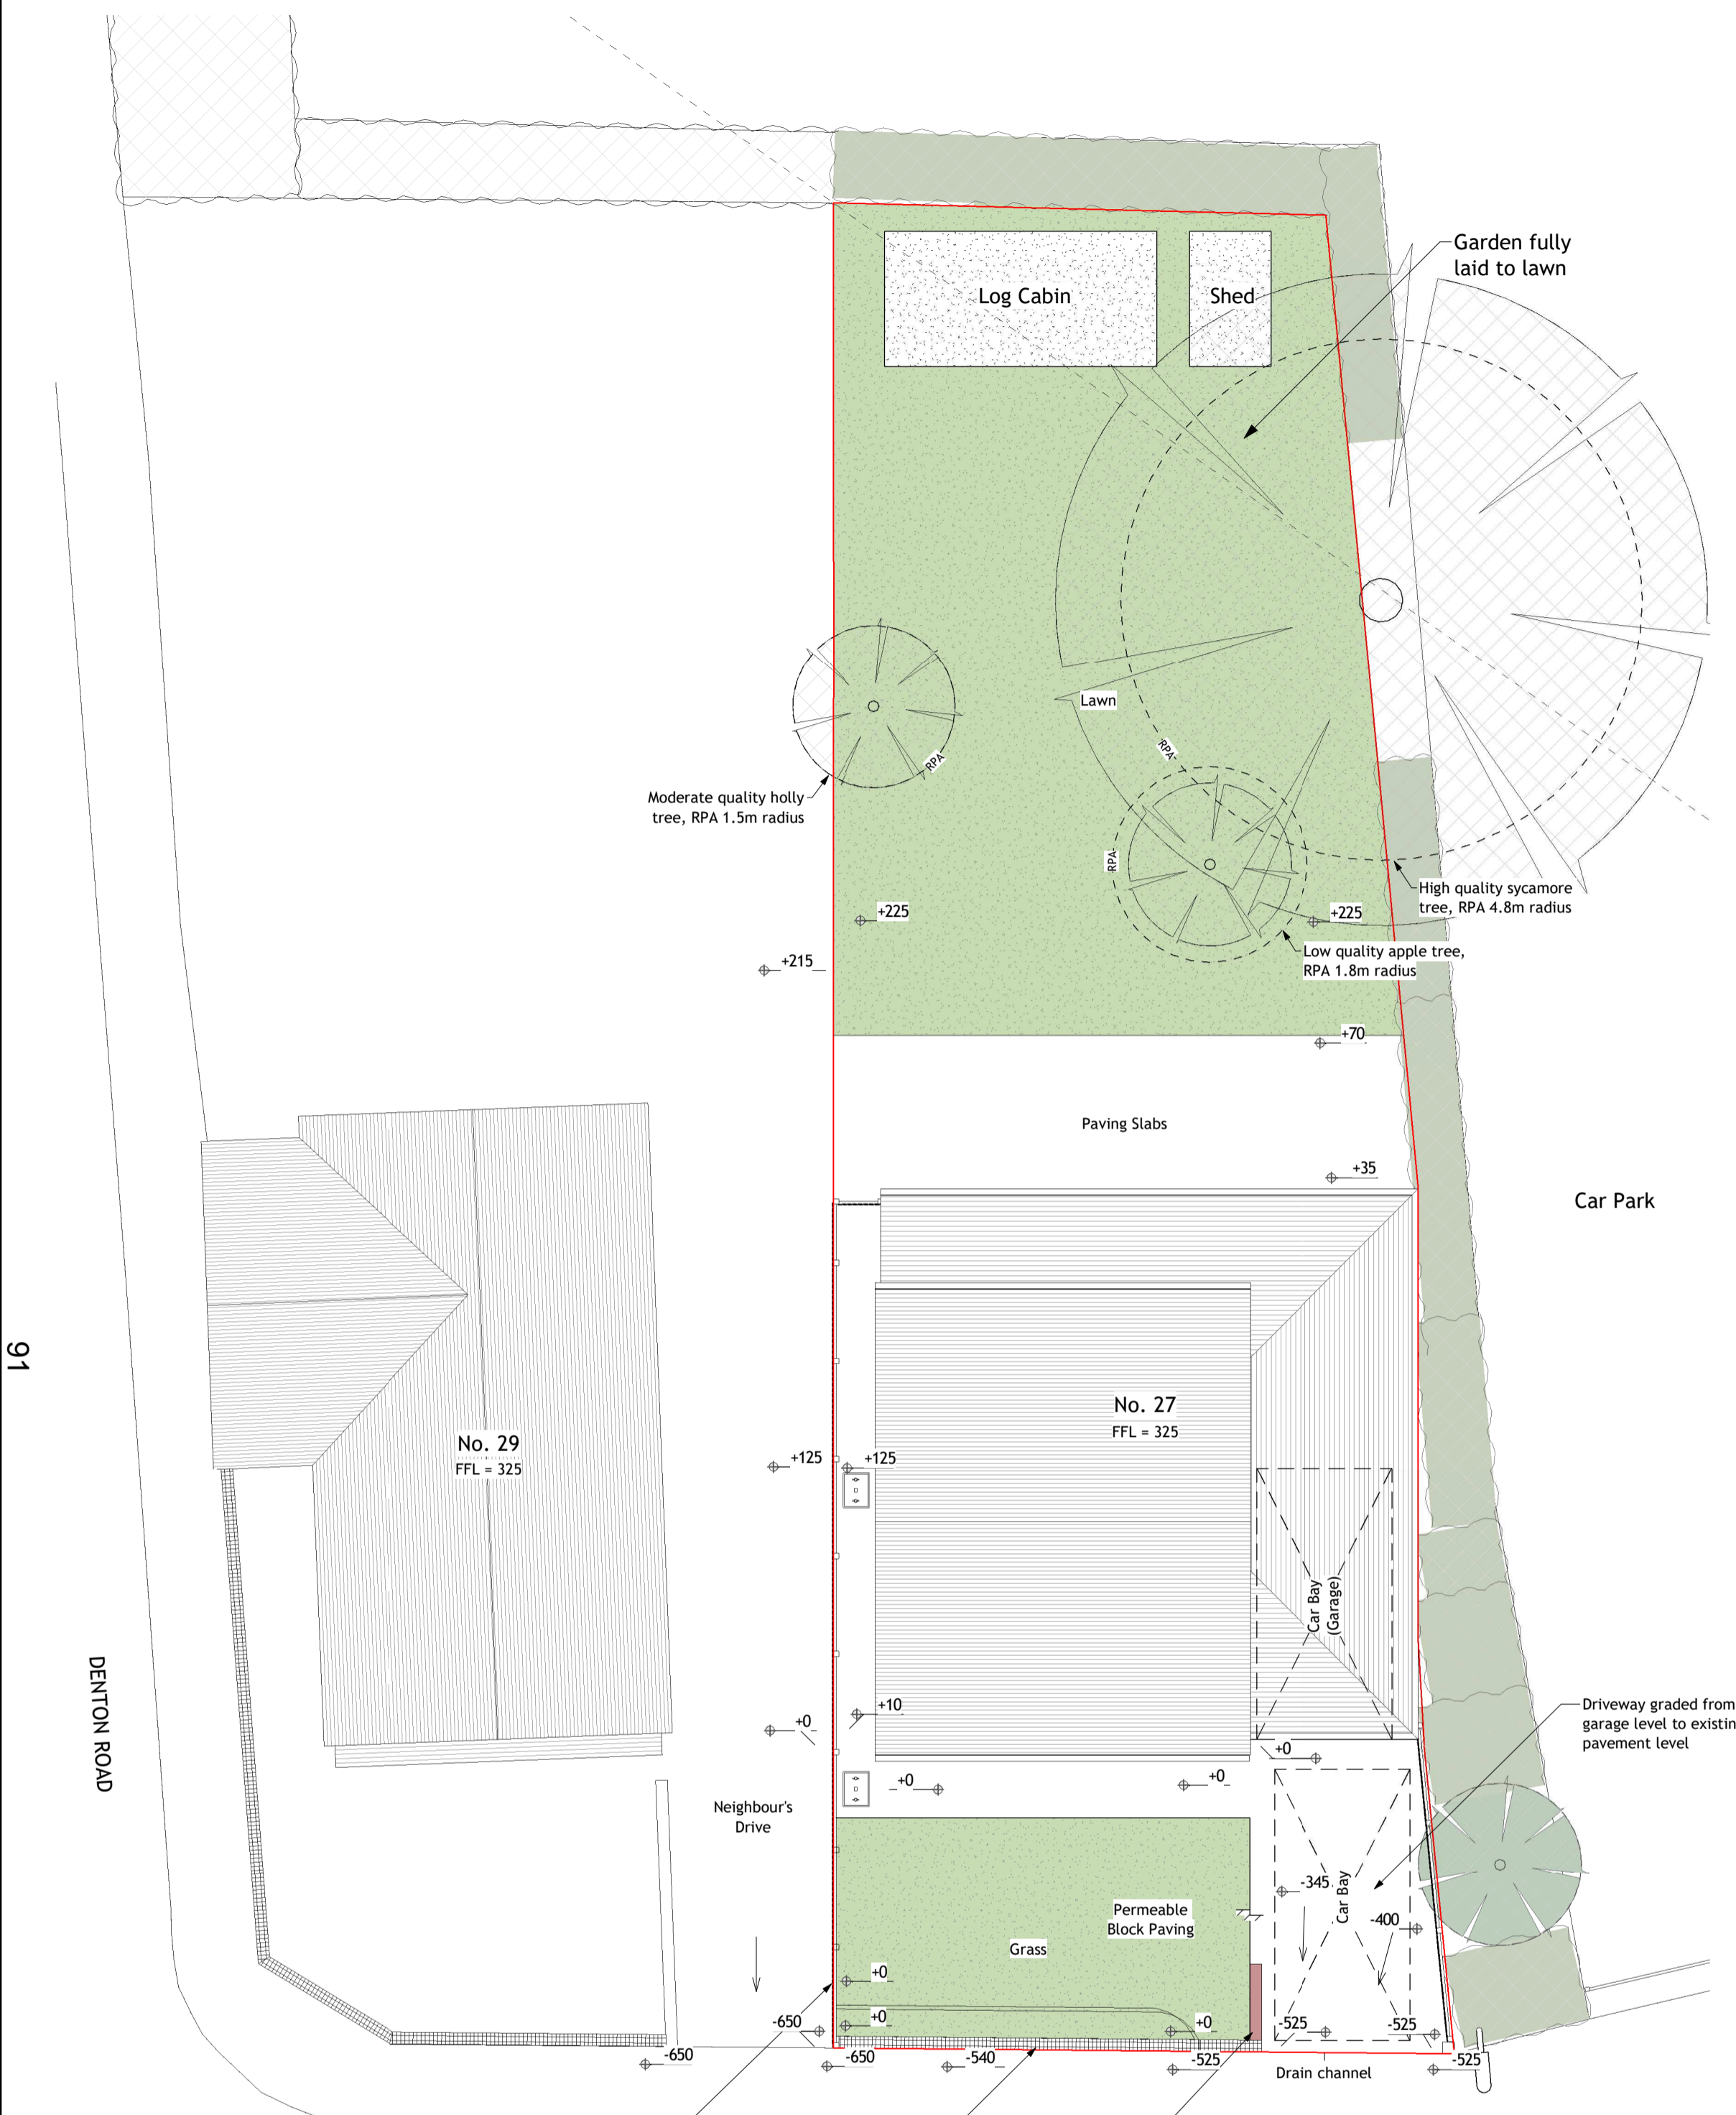 Garden fully
laid to lawn
Log Cabin
Shed
Lawn
RPA
RPA
Moderate quality holly
tree, RPA 1.5m radius
RPA
High quality sycamore
tree, RPA 4.8m radius
+225
+225
Low quality apple tree,
RPA 1.8m radius
+215
+70
Paving Slabs
+35
Car Park
91
No. 27
FFL = 325
No. 29
FFL = 325
+125
+125
Car Bay
(Garage)
DENTON ROAD
+10
+0
Driveway graded from
garage level to existin
pavement level
+0
+0
+0
Neighbour's
Drive
-345
Car Bay
Permeable
Block Paving
-400
Grass
+0
+0
+0
-650
-525
-525
-650
-650
-540
-525
-525
Drain channel